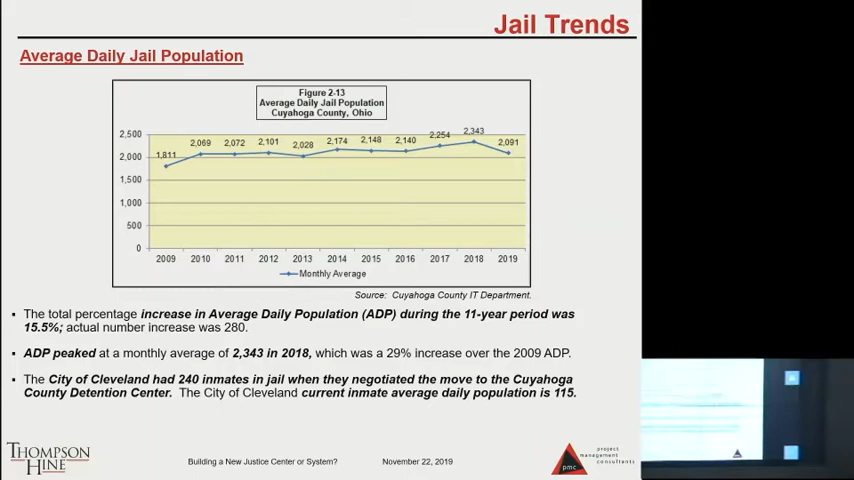 Jail Trends
Average Daily Jail Population
Figure 2-13
Average Daily Jail Population
Cuyahoga County, Ohio
2,500
2,000
1,500
1,000
500
0
1,811
2,069
2,072
2,101
2,028
2,174
2,148
2,140
2,254
2,343
2,091
2009 2010 2011 2012 2013 2014 2015 2016 2017 2018 2019
Monthly Average
Source: Cuyahoga County IT Department.
▪ The total percentage increase in Average Daily Population (ADP) during the 11-year period was
15.5%; actual number increase was 280.
▪ ADP peaked at a monthly average of 2,343 in 2018, which was a 29% increase over the 2009 ADP.
▪ The City of Cleveland had 240 inmates in jail when they negotiated the move to the Cuyahoga
County Detention Center. The City of Cleveland current inmate average daily population is 115.
THOMPSON
HINE
Building a New Justice Center or System?
November 22, 2019
pmc
project
management
consultants